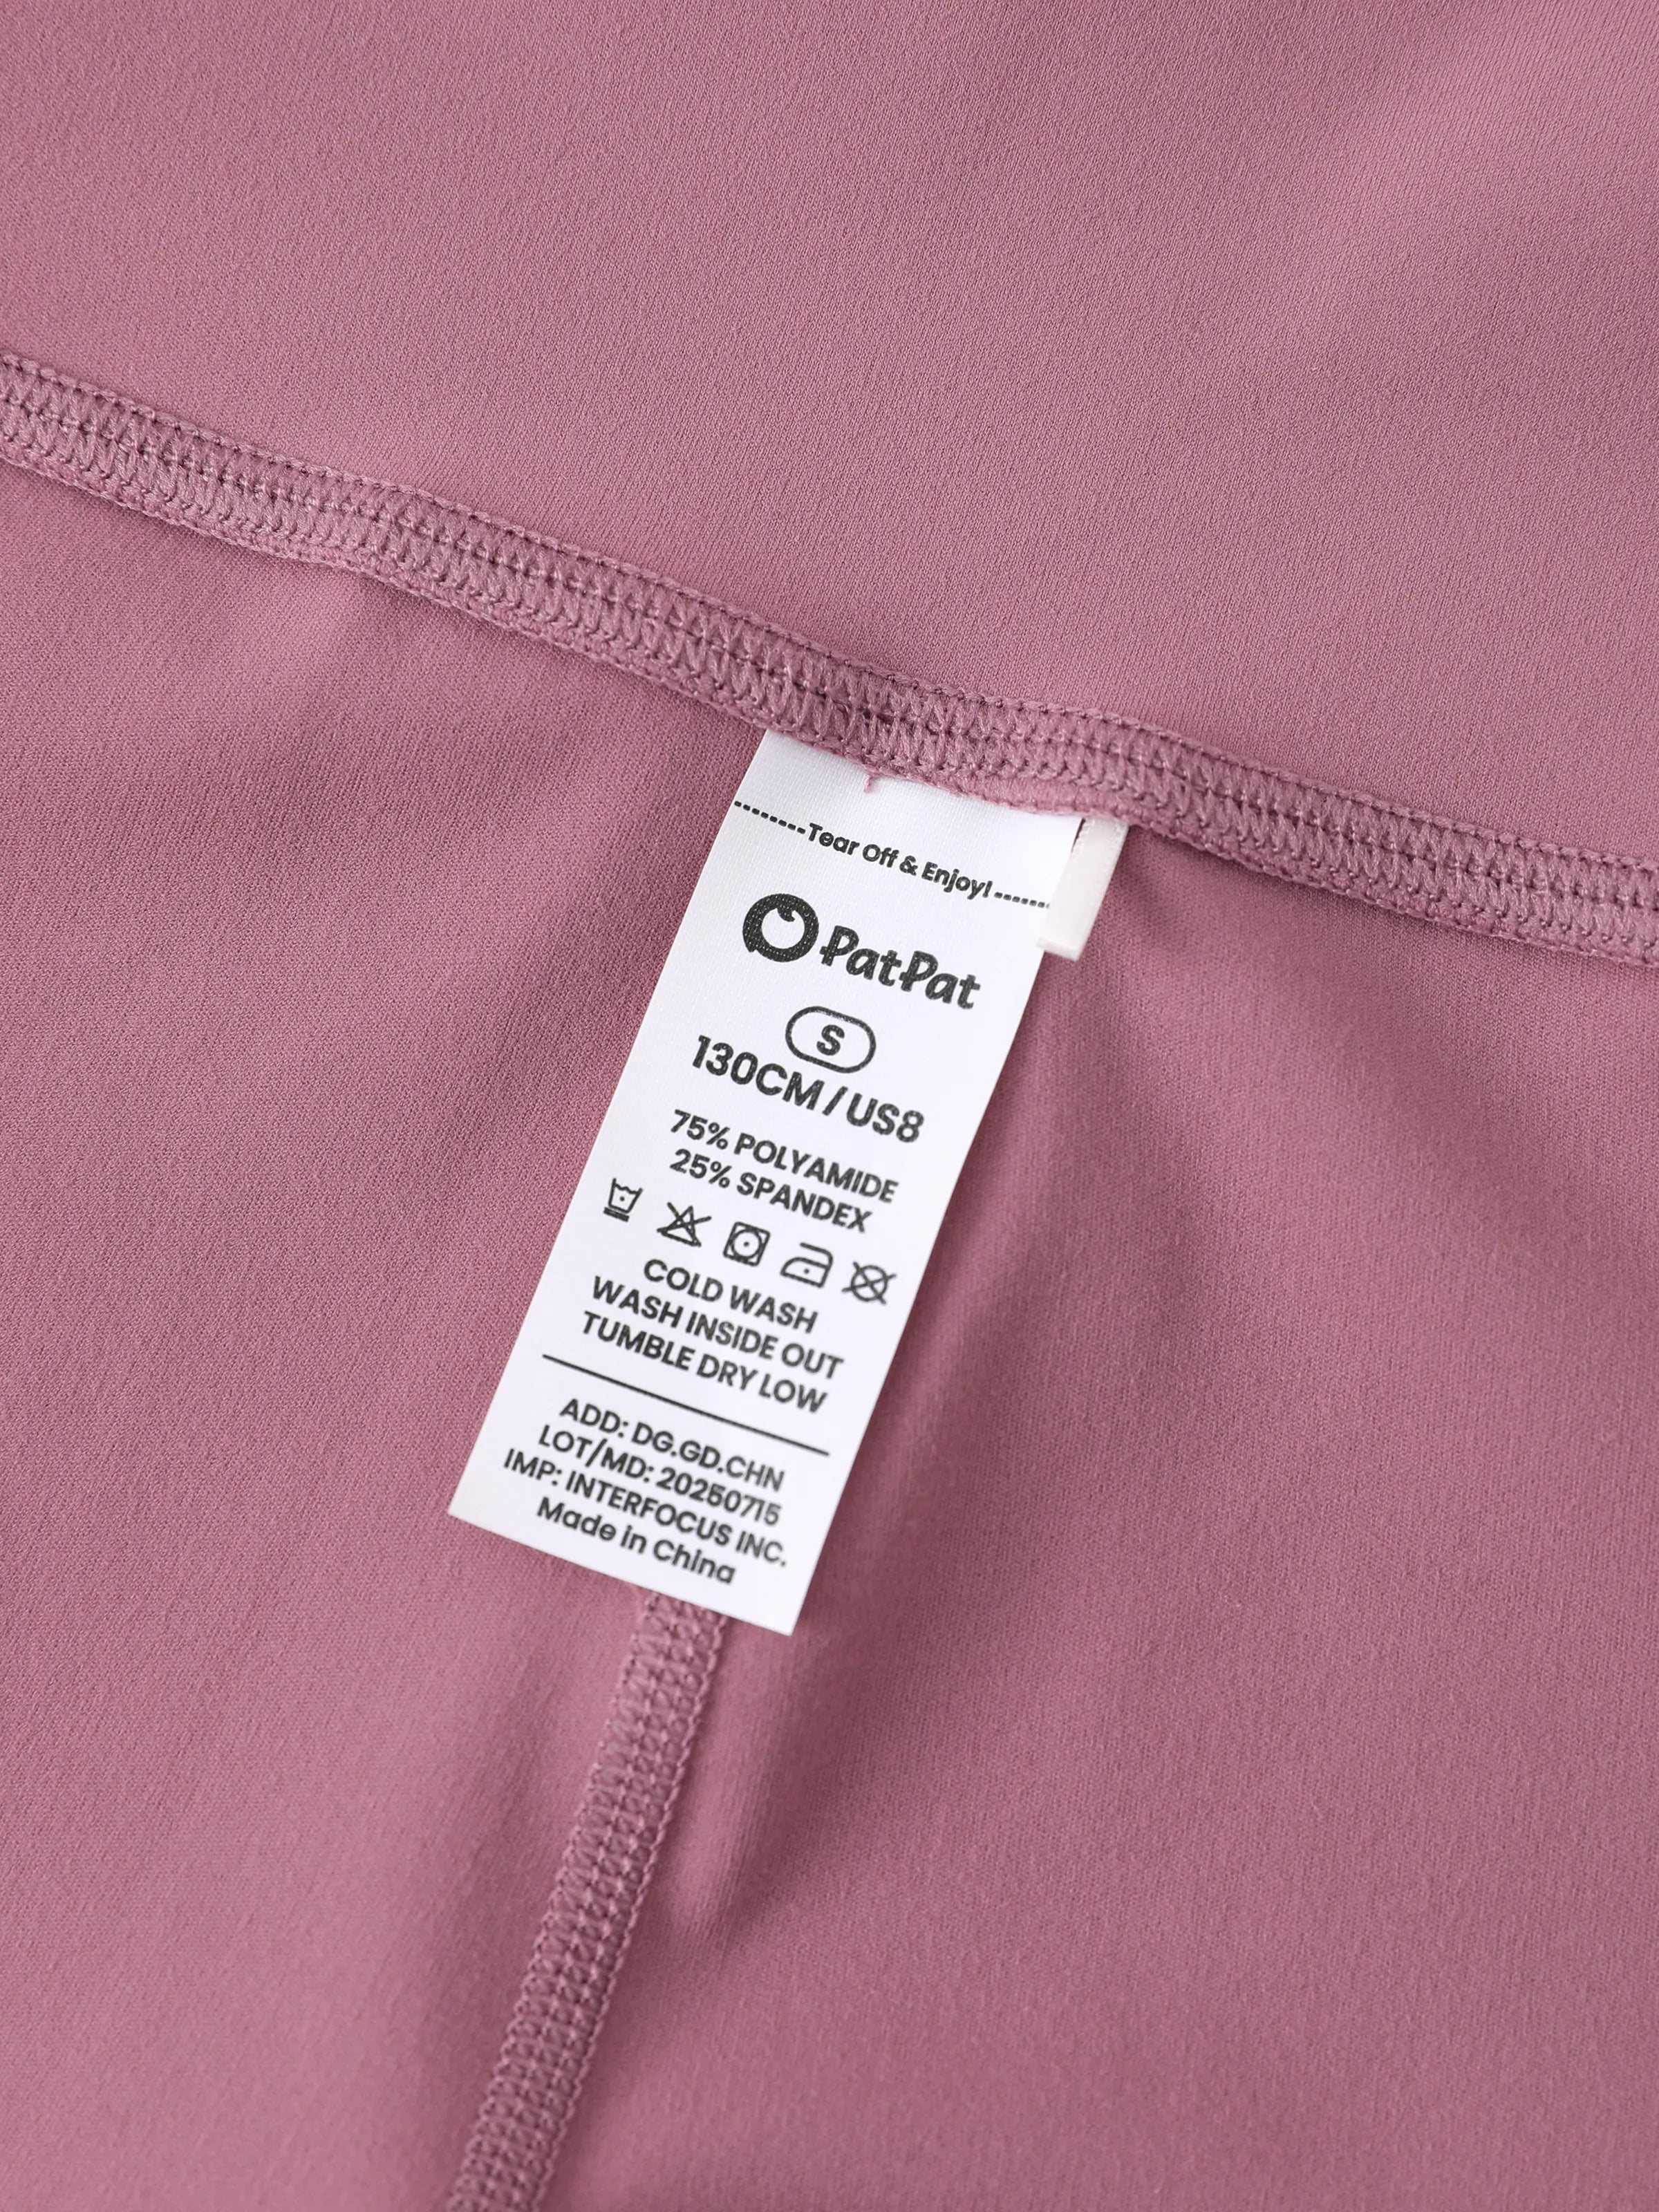 --------Tear Off & Enjoy!------
PatPat
S
130CM/US8
75% POLYAMIDE
25% SPANDEX
COLD WASH
WASH INSIDE OUT
TUMBLE DRY LOW
ADD: DG.GD.CHN
LOT/MD: 20250715
IMP: INTERFOCUS INC.
Made in China